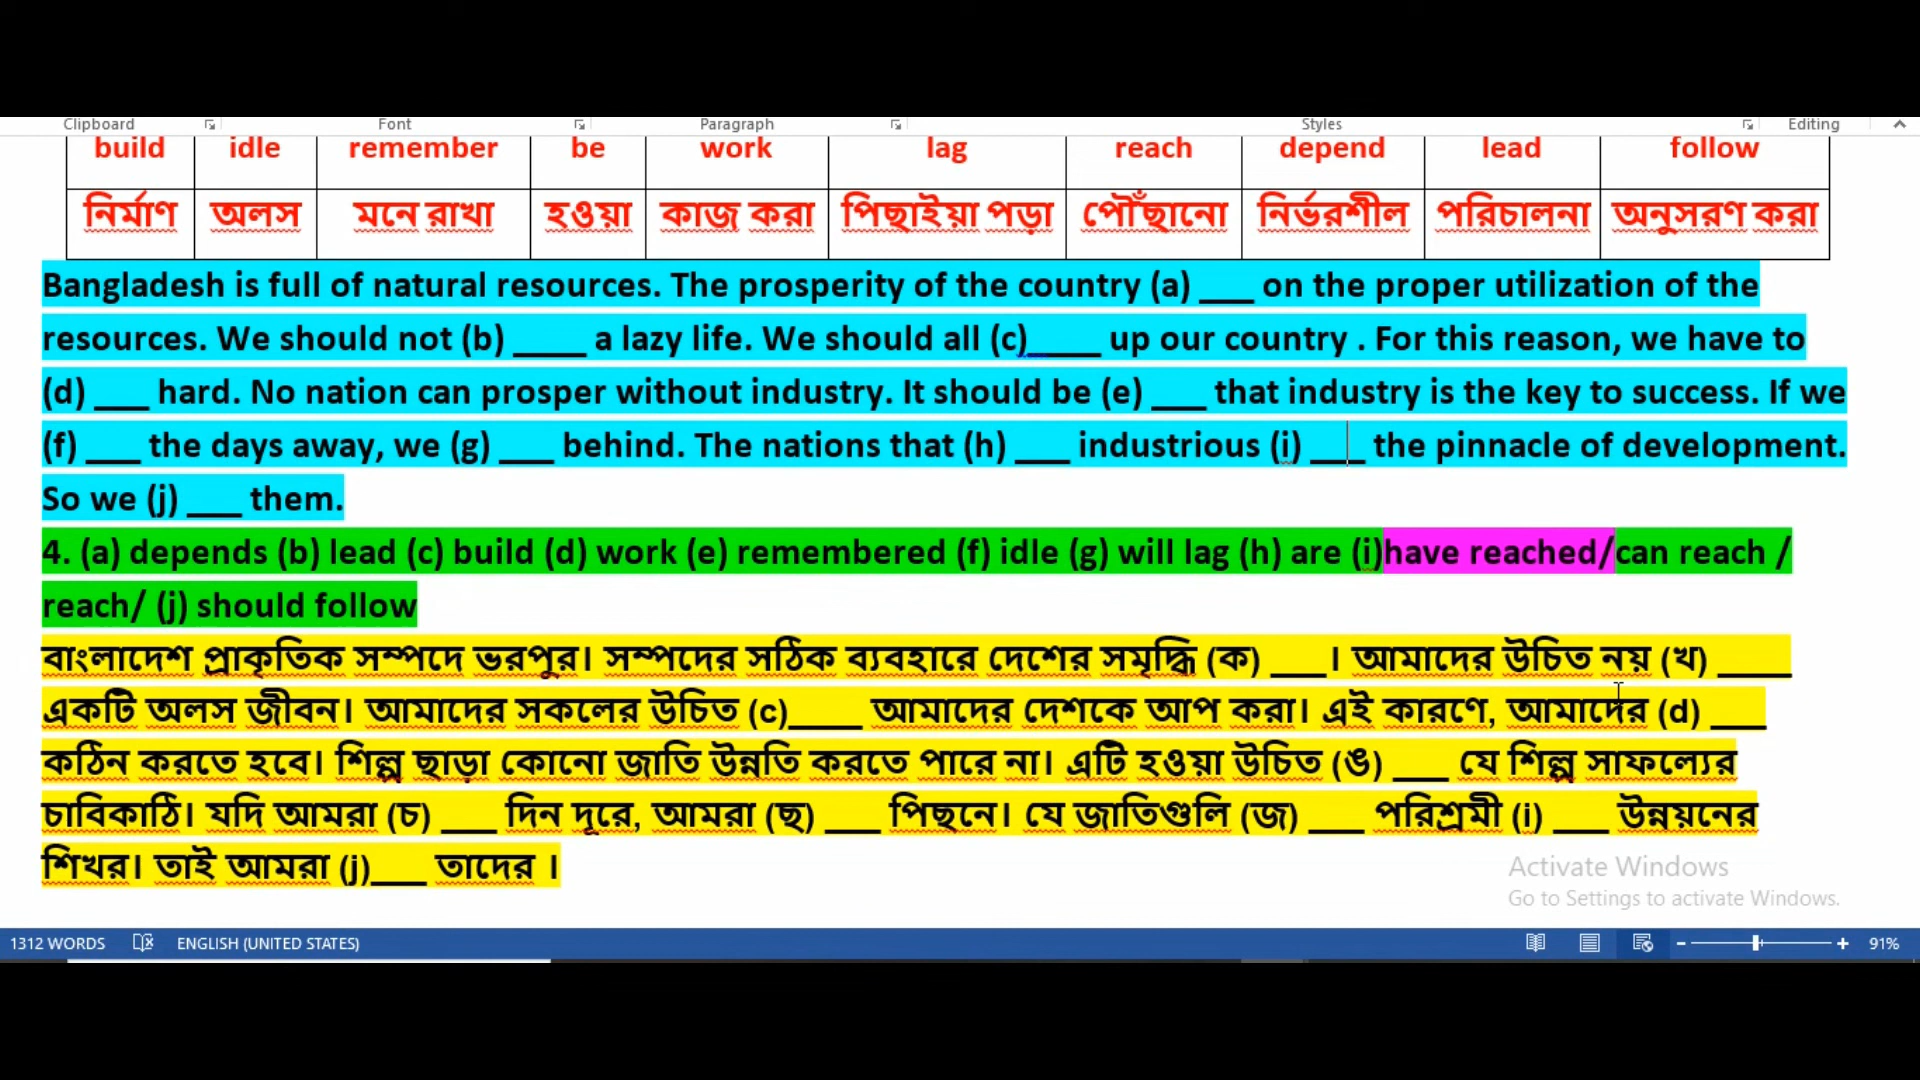 Clipboard Font Paragraph Styles Editing
build idle remember be work lag reach depend lead follow
নির্মাণ অলস মনে রাখা হওয়া কাজ করা পিছাইয়া পড়া পৌঁছানো নির্ভরশীল পরিচালনা অনুসরণ করা
Bangladesh is full of natural resources. The prosperity of the country (a) ___ on the proper utilization of the
resources. We should not (b) ____ a lazy life. We should all (c)____ up our country . For this reason, we have to
(d) ___ hard. No nation can prosper without industry. It should be (e) ___ that industry is the key to success. If we
(f) ___ the days away, we (g) ___ behind. The nations that (h) ___ industrious (i) ___ the pinnacle of development.
So we (j) ___ them.
4. (a) depends (b) lead (c) build (d) work (e) remembered (f) idle (g) will lag (h) are (i)have reached/can reach /
reach/ (j) should follow
বাংলাদেশ প্রাকৃতিক সম্পদে ভরপুর। সম্পদের সঠিক ব্যবহারে দেশের সমৃদ্ধি (ক) ___। আমাদের উচিত নয় (খ) ____
একটি অলস জীবন। আমাদের সকলের উচিত (c)____ আমাদের দেশকে আপ করা। এই কারণে, আমাদের (d) ___
কঠিন করতে হবে। শিল্প ছাড়া কোনো জাতি উন্নতি করতে পারে না। এটি হওয়া উচিত (ঙ) ___ যে শিল্প সাফল্যের
চাবিকাঠি। যদি আমরা (চ) ___ দিন দূরে, আমরা (ছ) ___ পিছনে। যে জাতিগুলি (জ) ___ পরিশ্রমী (i) ___ উন্নয়নের
শিখর। তাই আমরা (j)___ তাদের ।
Activate Windows
Go to Settings to activate Windows.
1312 WORDS ENGLISH (UNITED STATES) 91%